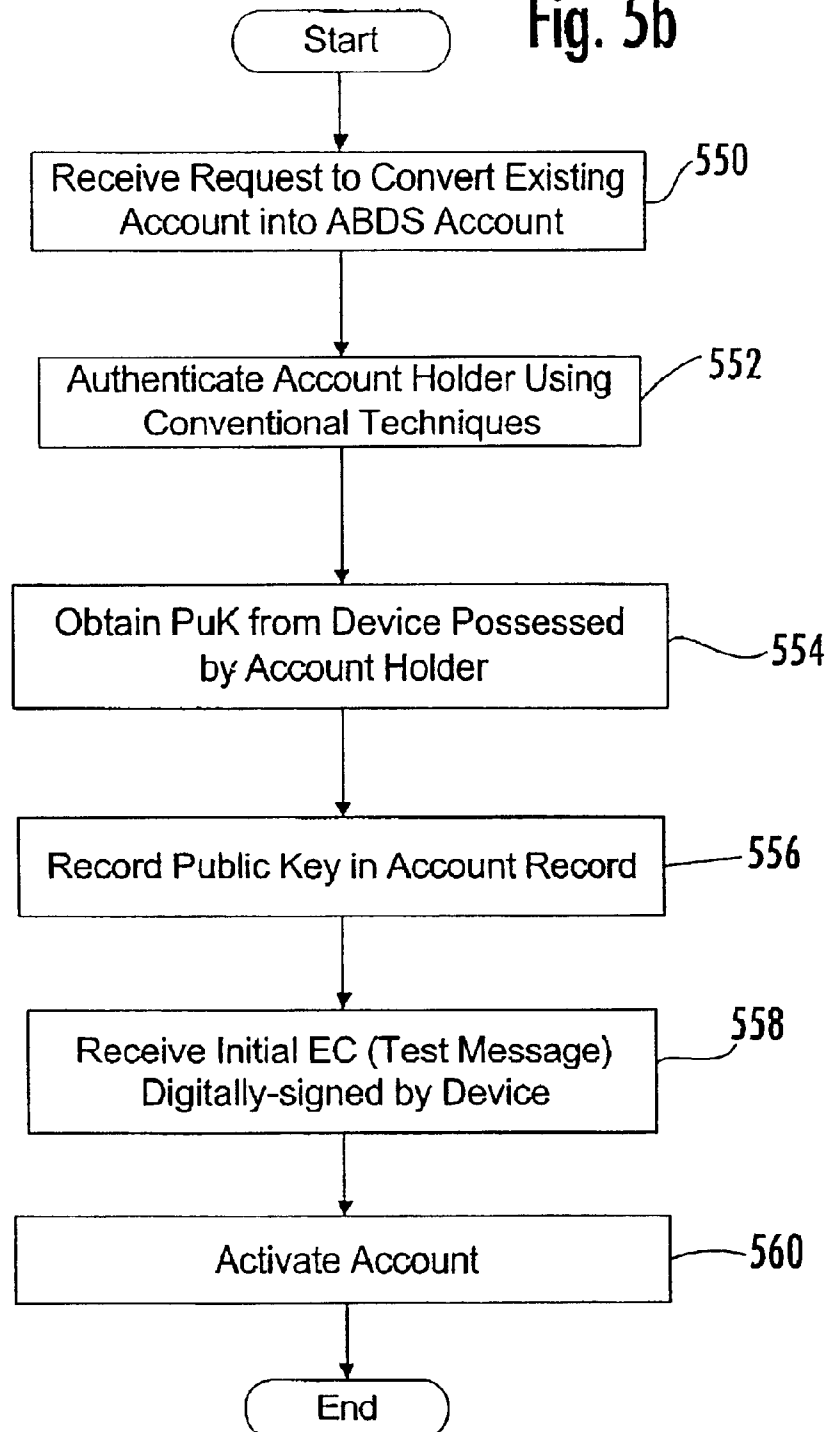 Fig. 5b
Start
Receive Request to Convert Existing
Account into ABDS Account
550
Authenticate Account Holder Using
Conventional Techniques
552
Obtain PuK from Device Possessed
by Account Holder
554
Record Public Key in Account Record
556
Receive Initial EC (Test Message)
Digitally-signed by Device
558
Activate Account
560
End